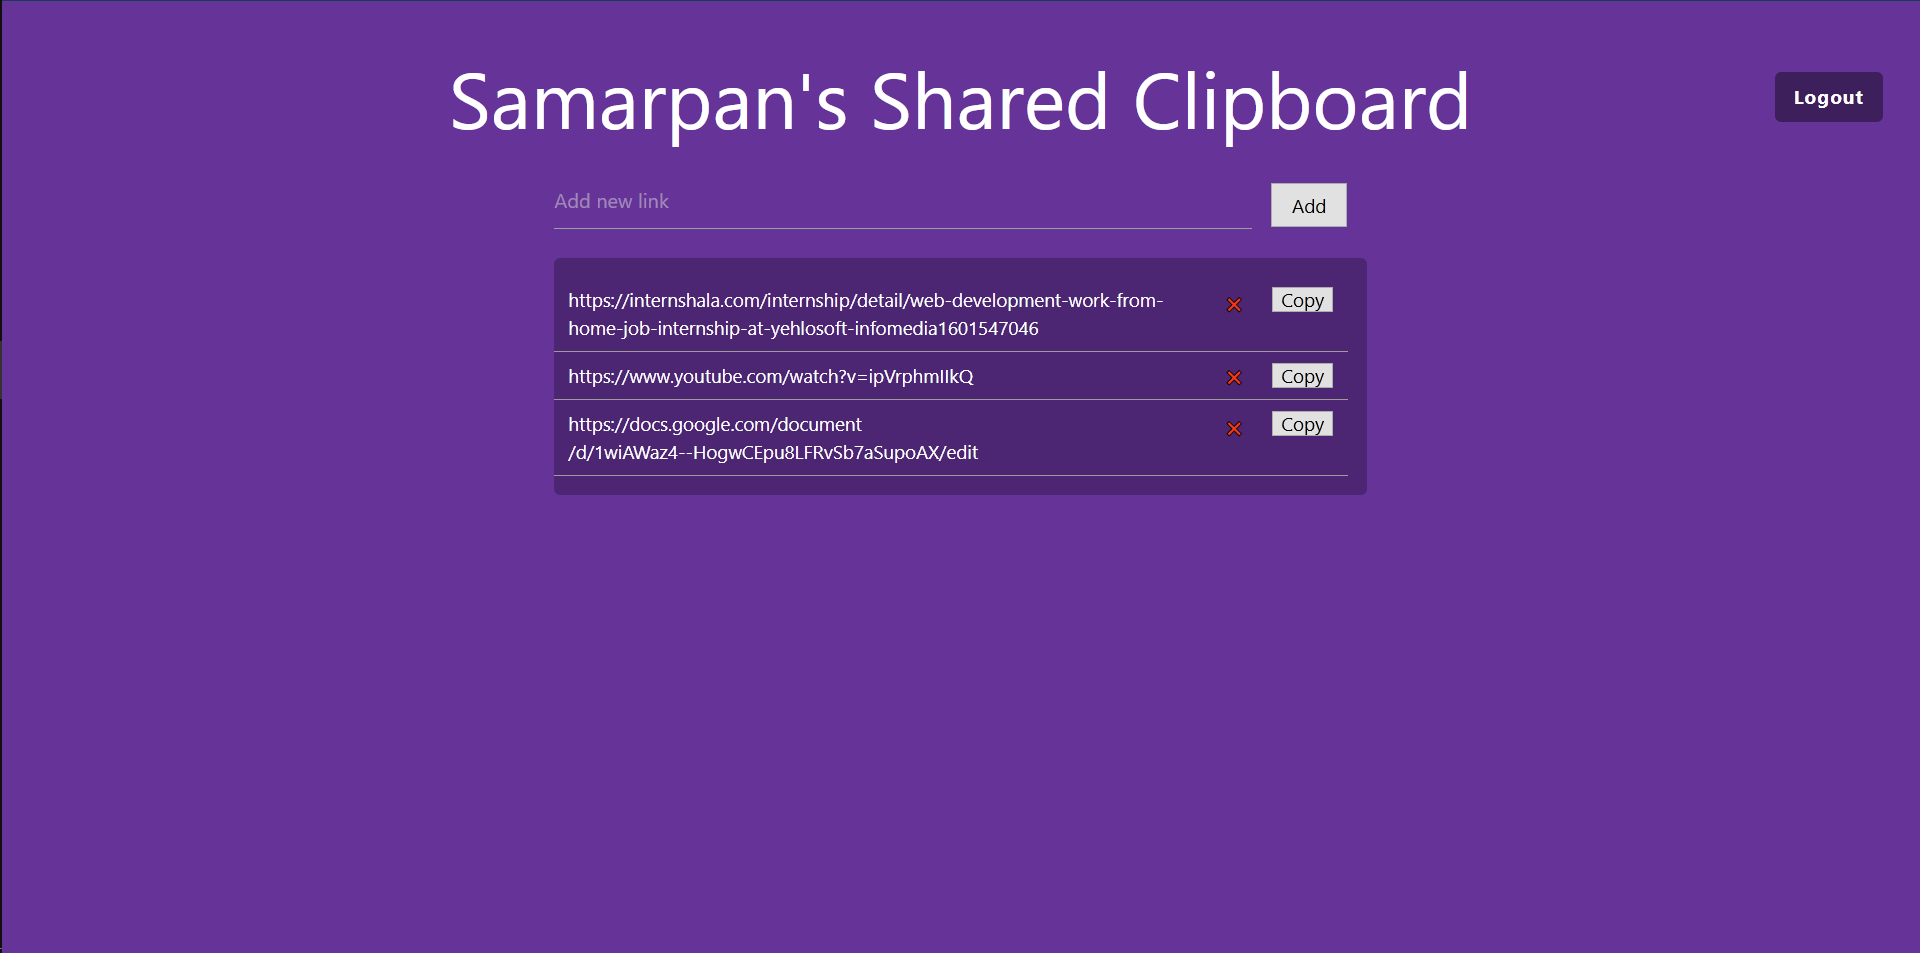 Samarpan's Shared Clipboard
Logout
Add new link
Add
https://internshala.com/internship/detail/web-development-work-from-
home-job-internship-at-yehlosoft-infomedia1601547046
Copy
https://www.youtube.com/watch?v=ipVrphmIlkQ
Copy
https://docs.google.com/document
/d/1wiAWaz4--HogwCEpu8LFRvSb7aSupoAX/edit
Copy